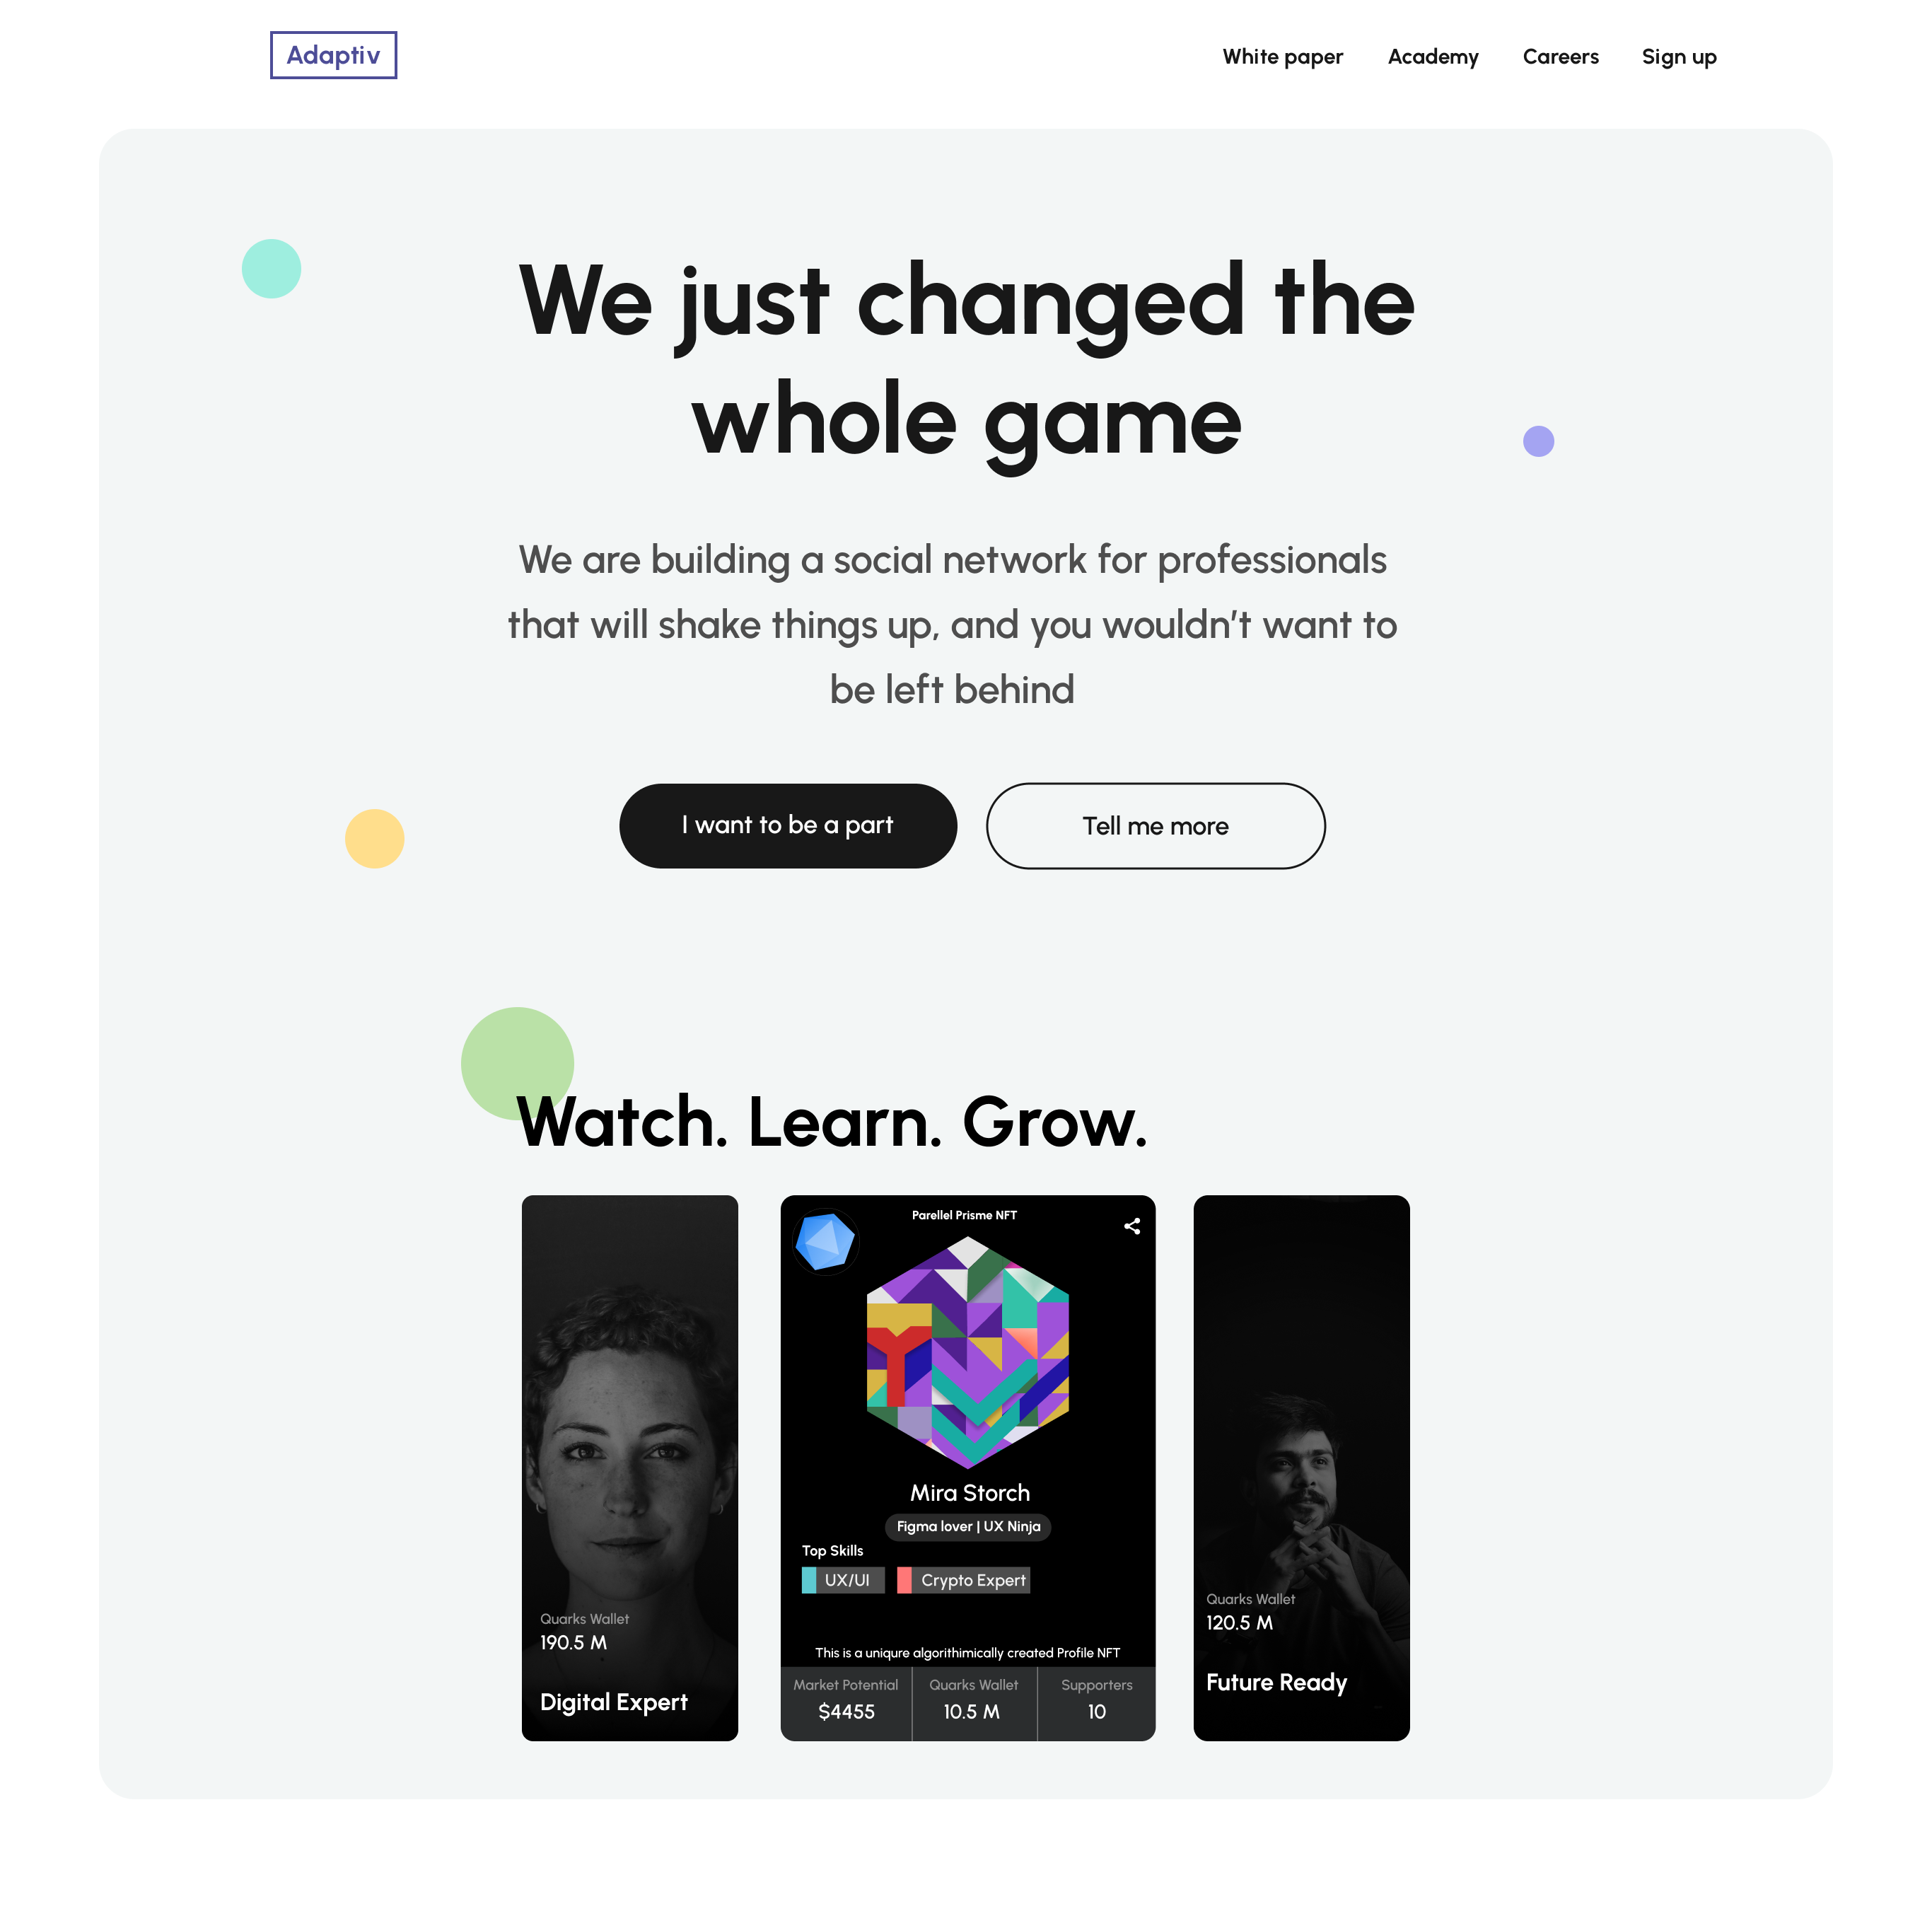 Adaptiv
White paper
Academy
Careers
Sign up
We just changed the
whole game
We are building a social network for professionals
that will shake things up, and you wouldn't want to
be left behind
I want to be a part
Tell me more
Watch. Learn. Grow.
Quarks Wallet
190.5 M
Digital Expert
Parellel Prisme NFT
Mira Storch
Figma lover | UX Ninja
Top Skills
UX/UI
Crypto Expert
This is a uniqure algorithimically created Profile NFT
Market Potential
$4455
Quarks Wallet
10.5 M
Supporters
10
Quarks Wallet
120.5 M
Future Ready